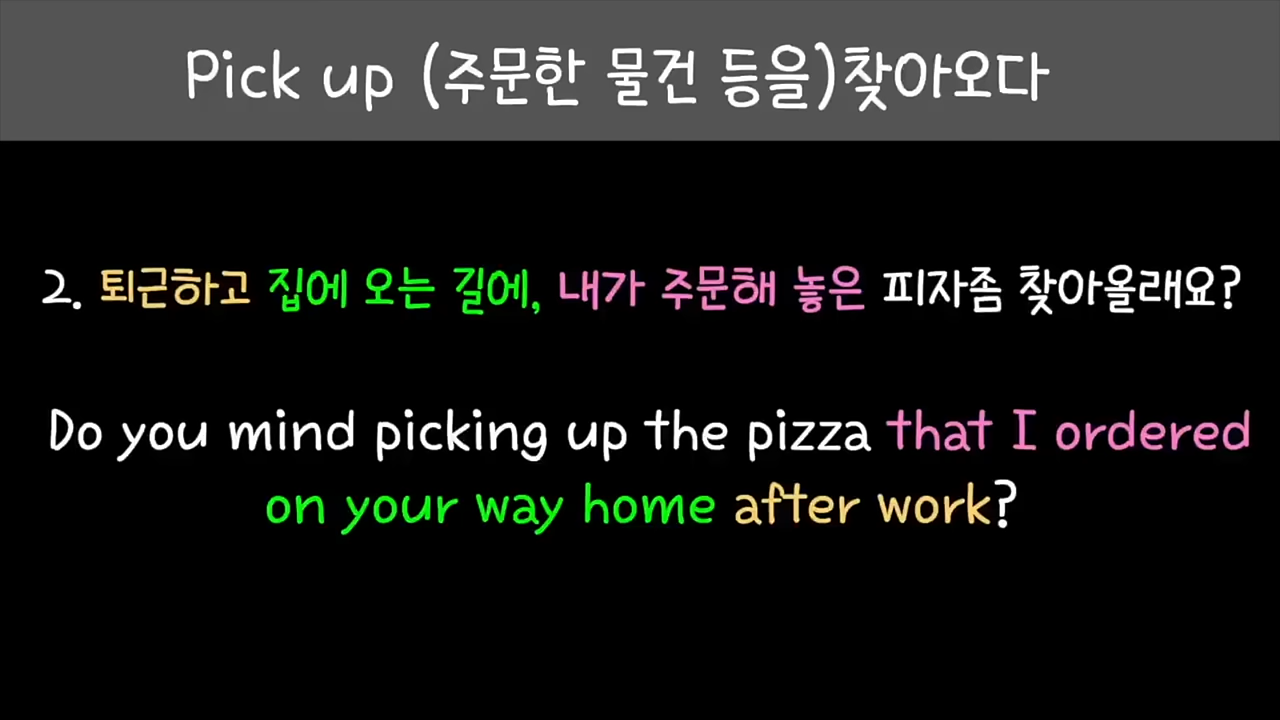 Pick up (주문한 물건 등을)찾아오다
2. 퇴근하고 집에 오는 길에, 내가 주문해 놓은 피자좀 찾아올래요?
Do you mind picking up the pizza that I ordered
on your way home after work?